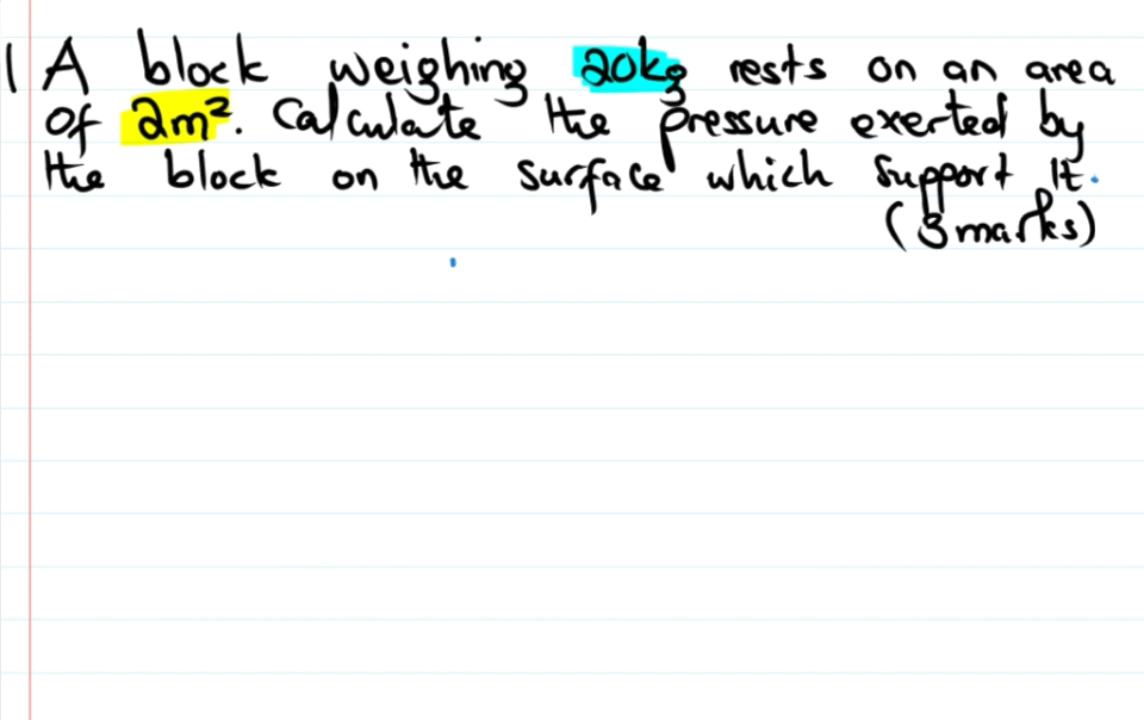 1 A block weighing 20kg rests on an area
of 2m². Calculate the pressure exerted by
the block on the surface which support it.
(3 marks)